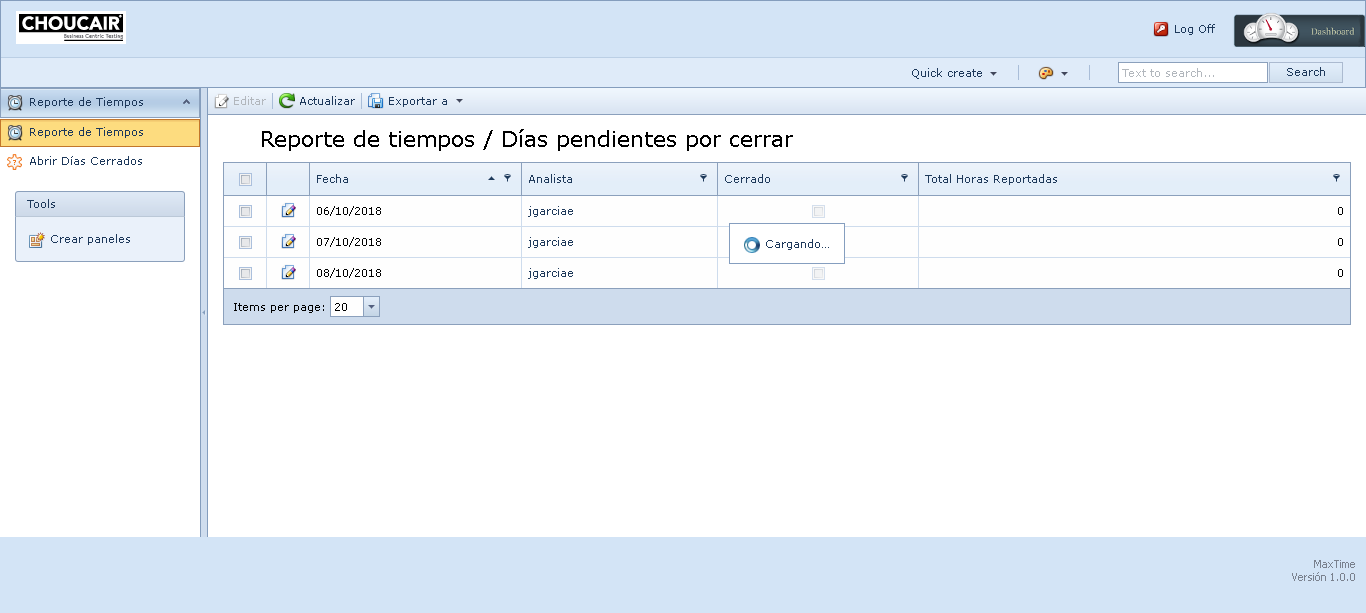 CHOUCAIR
Business Centric Testing
Log Off
Dashboard
Quick create
Text to search...
Search
Reporte de Tiempos
Reporte de Tiempos
Abrir Días Cerrados
Tools
Crear paneles
Editar
Actualizar
Exportar a
Reporte de tiempos / Días pendientes por cerrar
Fecha Analista Cerrado Total Horas Reportadas
06/10/2018 jgarciae 0
07/10/2018 jgarciae 0
Cargando...
08/10/2018 jgarciae 0
Items per page: 20
MaxTime
Versión 1.0.0